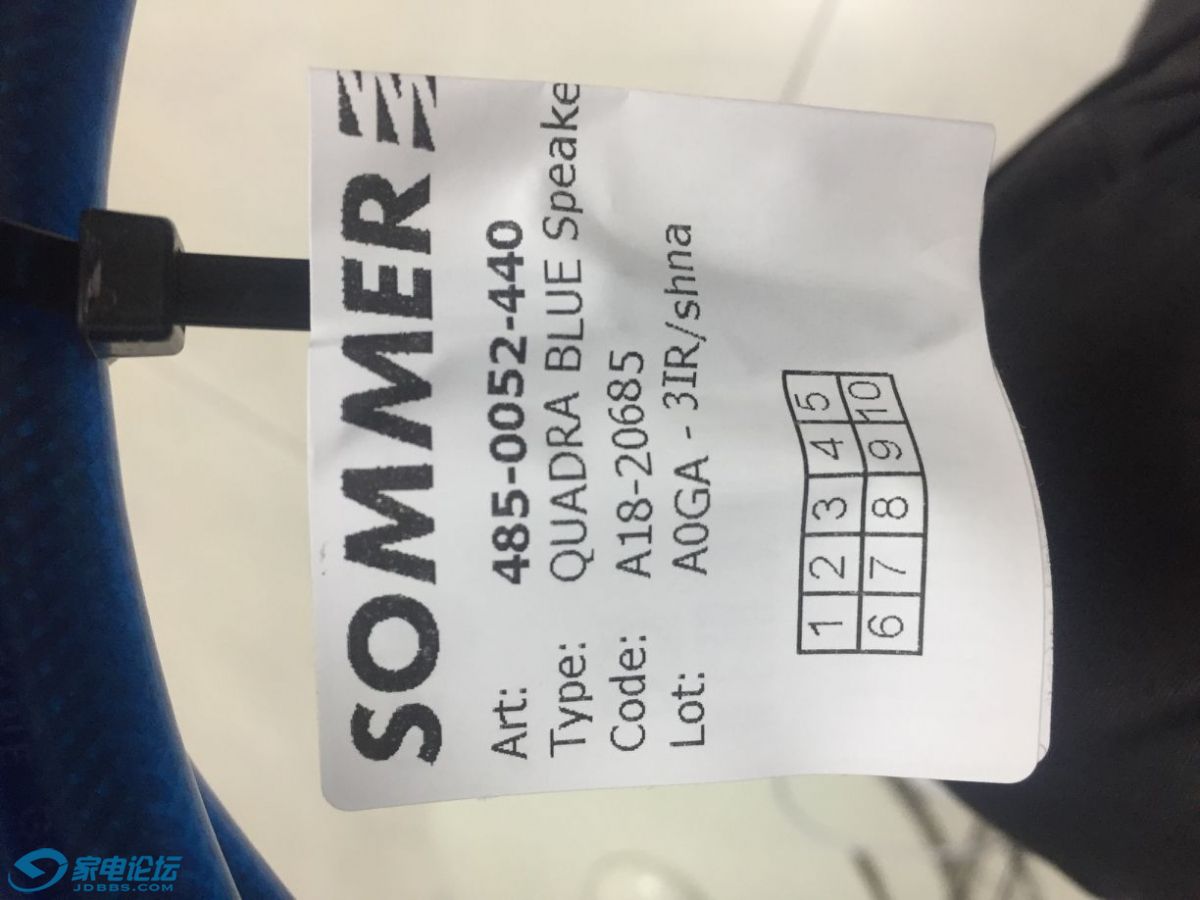 SOMMER
Art: 485-0052-440
Type: QUADRA BLUE Speake
Code: A18-20685
Lot: A0GA - 3IR/shna
1 2 3 4 5
6 7 8 9 10
家电论坛
JDBBS.COM